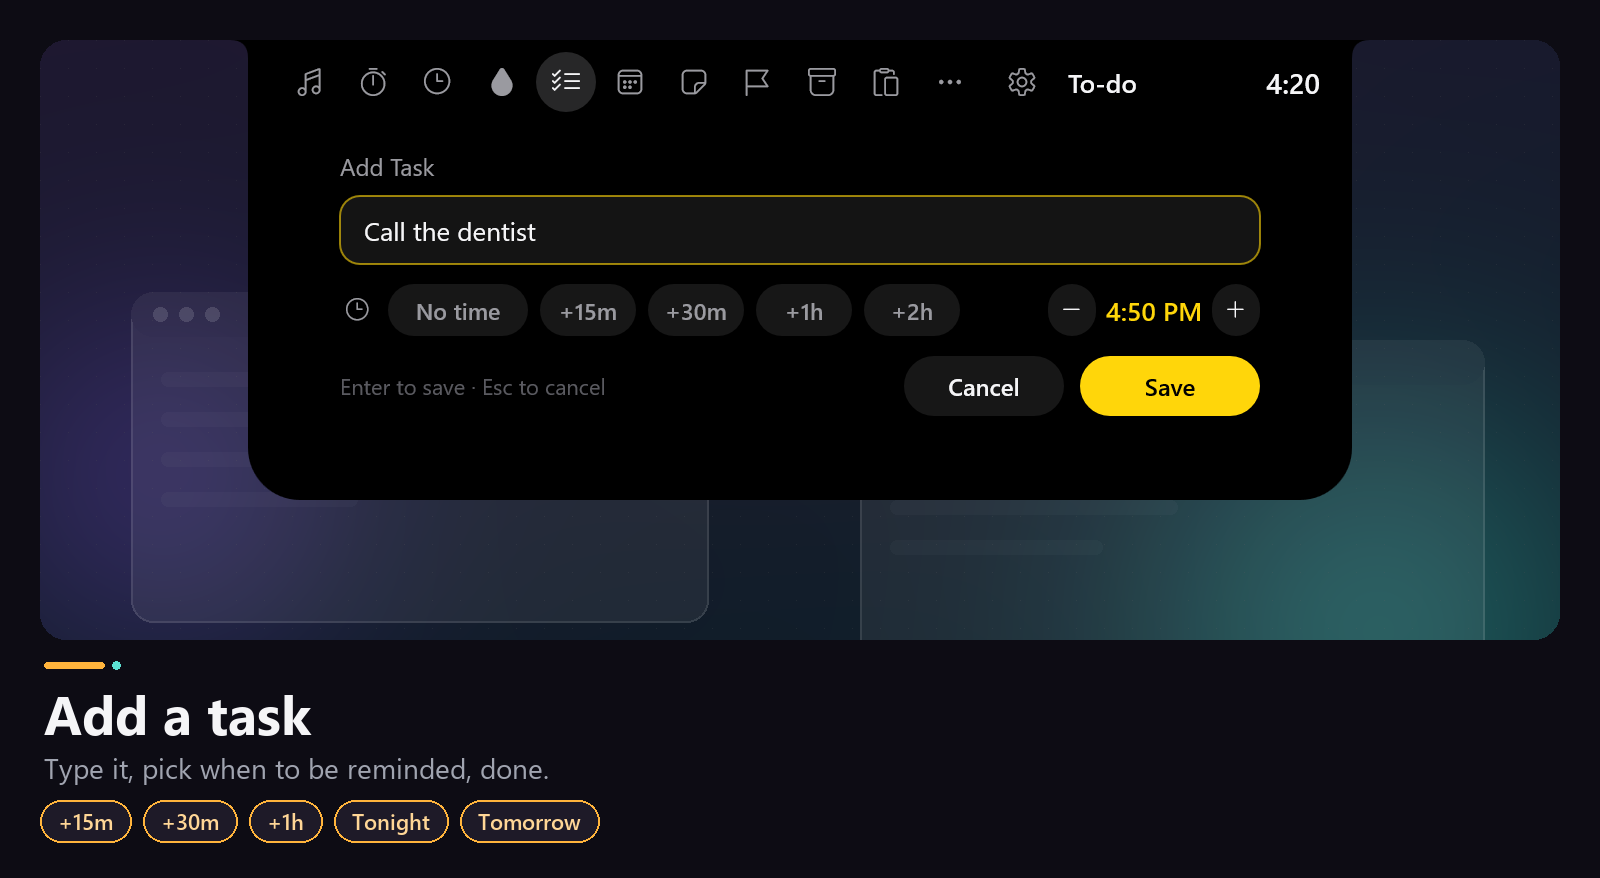 To-do 4:20
Add Task
Call the dentist
No time +15m +30m +1h +2h − 4:50 PM +
Enter to save · Esc to cancel Cancel Save
Add a task
Type it, pick when to be reminded, done.
+15m +30m +1h Tonight Tomorrow